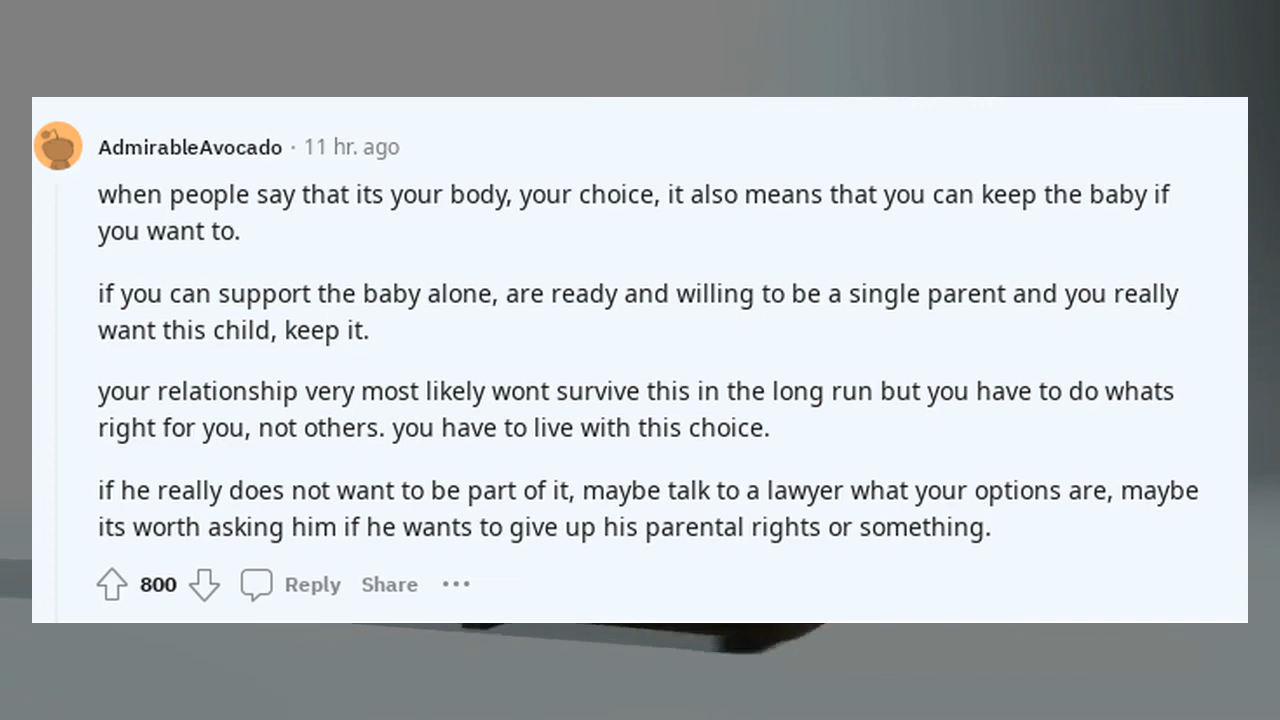 AdmirableAvocado · 11 hr. ago
when people say that its your body, your choice, it also means that you can keep the baby if
you want to.
if you can support the baby alone, are ready and willing to be a single parent and you really
want this child, keep it.
your relationship very most likely wont survive this in the long run but you have to do whats
right for you, not others. you have to live with this choice.
if he really does not want to be part of it, maybe talk to a lawyer what your options are, maybe
its worth asking him if he wants to give up his parental rights or something.
800 Reply Share •••